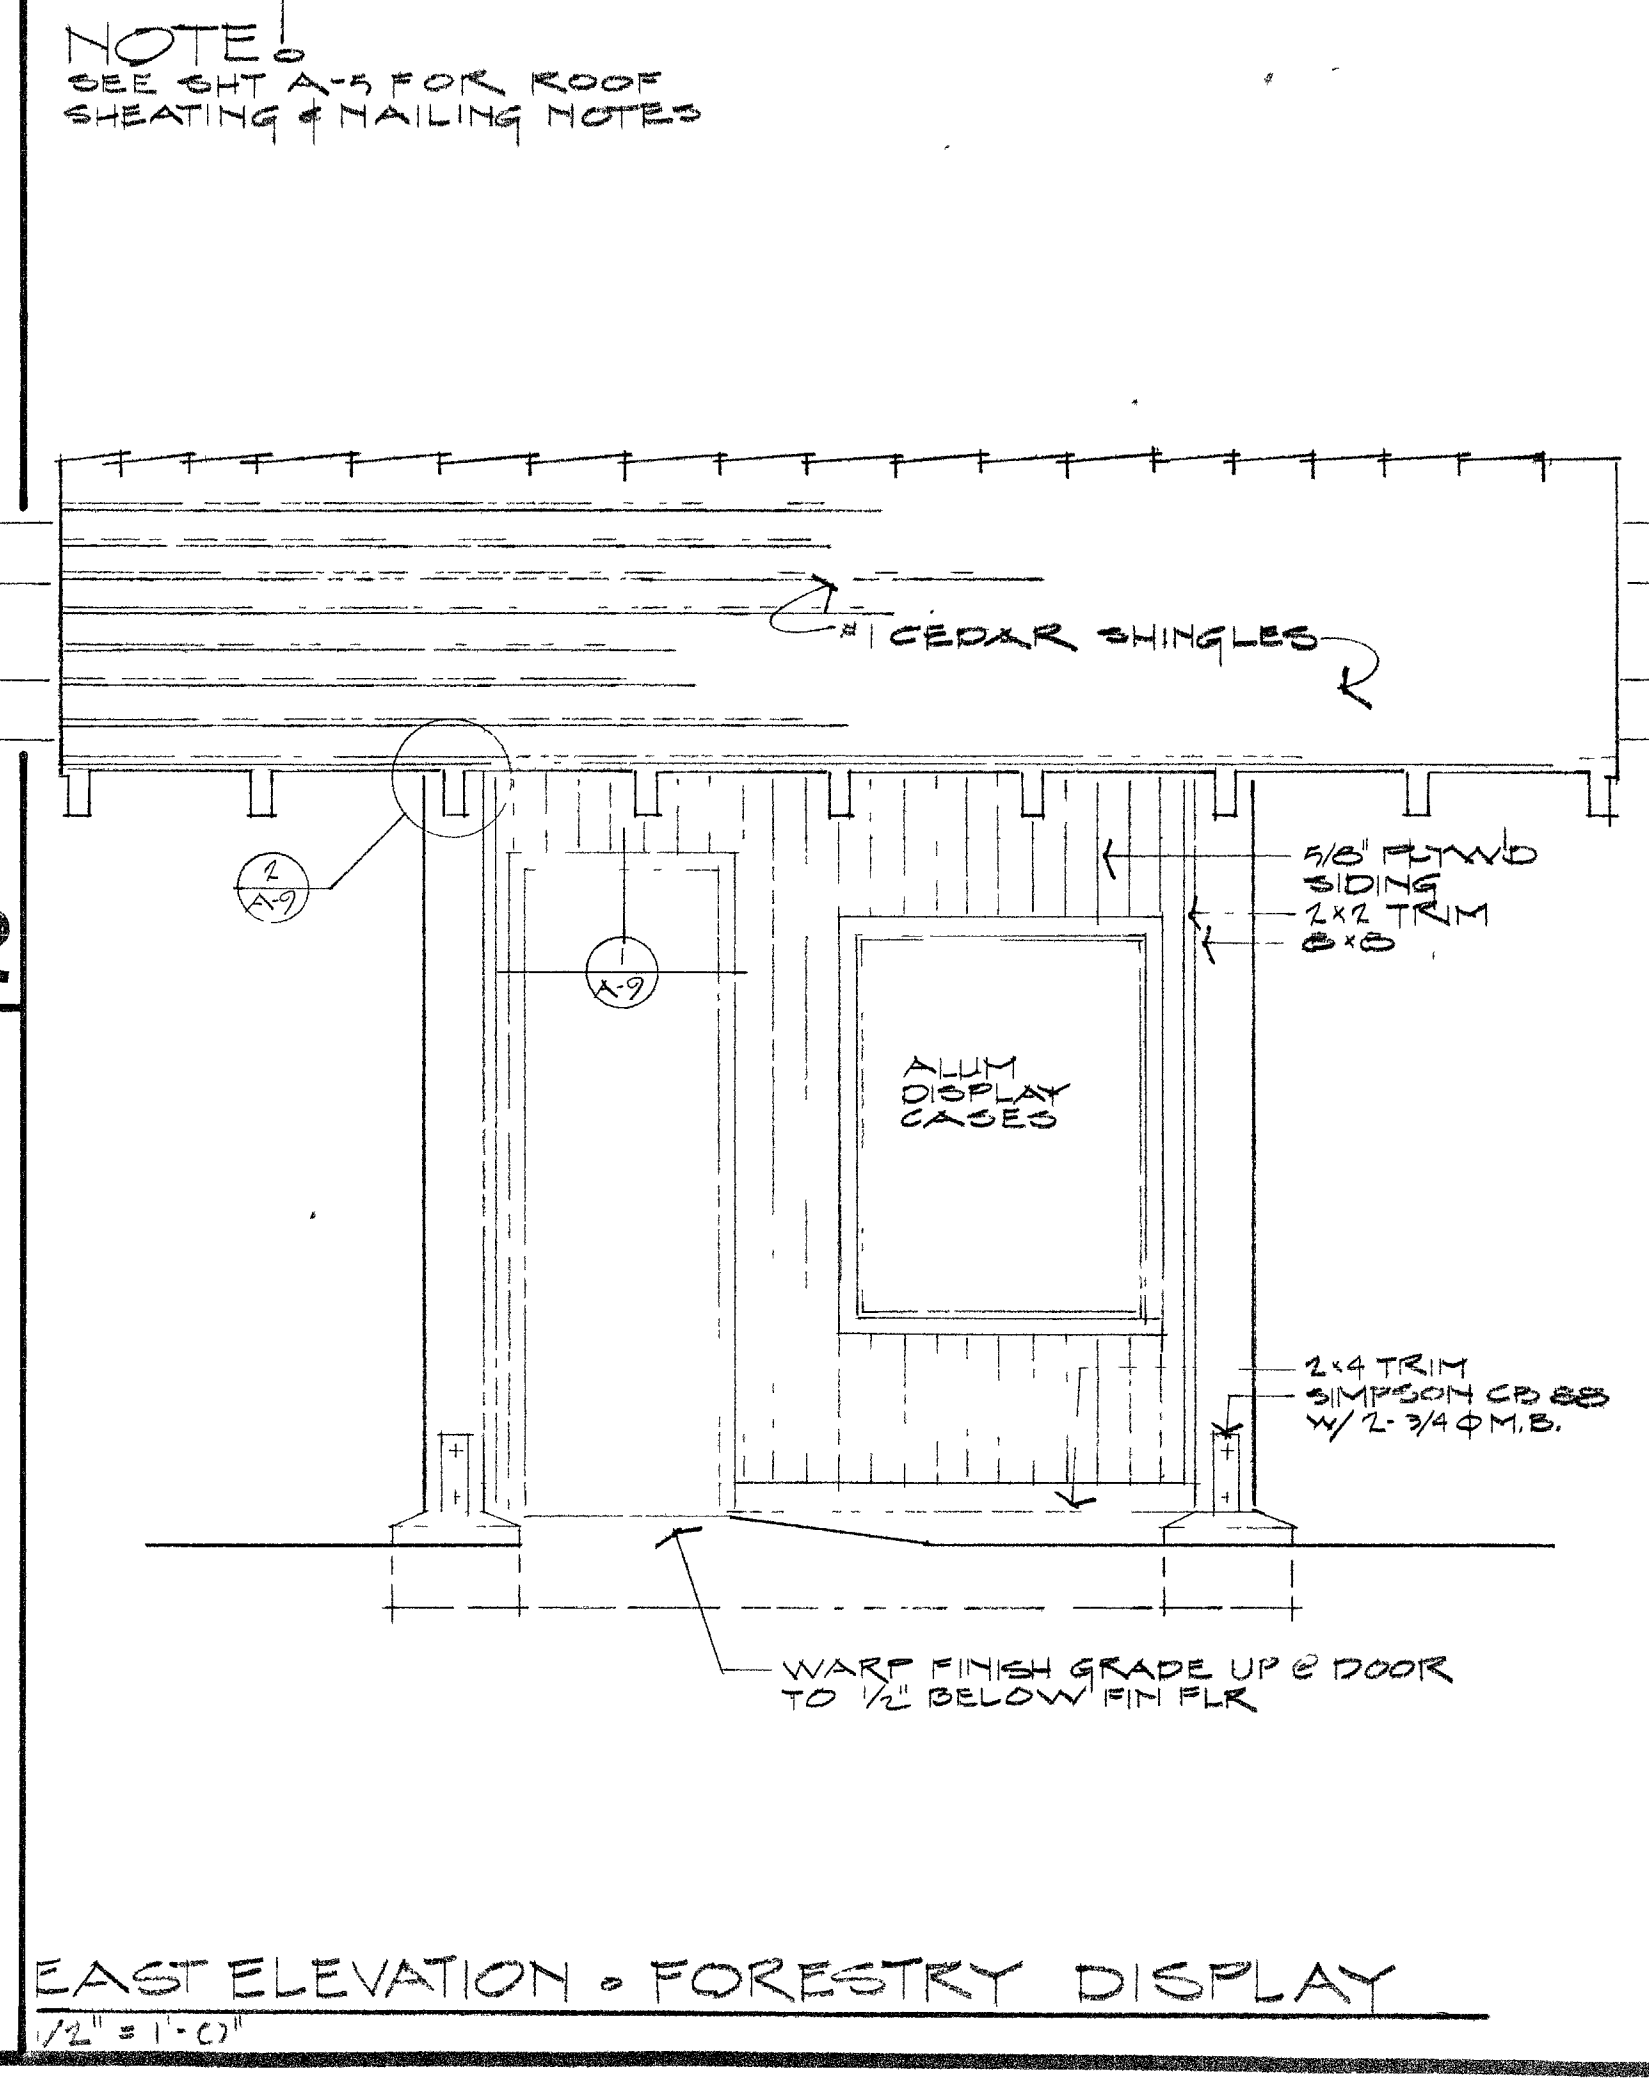 NOTE!
SEE SHT A-5 FOR ROOF
SHEATING & NAILING NOTES
#1 CEDAR SHINGLES
2
A-9
5/8" PLYW'D
SIDING
2x2 TRIM
8x8
1
A-9
ALUM
DISPLAY
CASES
2x4 TRIM
SIMPSON CB 88
W/ 2-3/4 Φ M.B.
WARP FINISH GRADE UP @ DOOR
TO 1/2" BELOW FIN FLR
EAST ELEVATION • FORESTRY DISPLAY
1/2" = 1'-0"